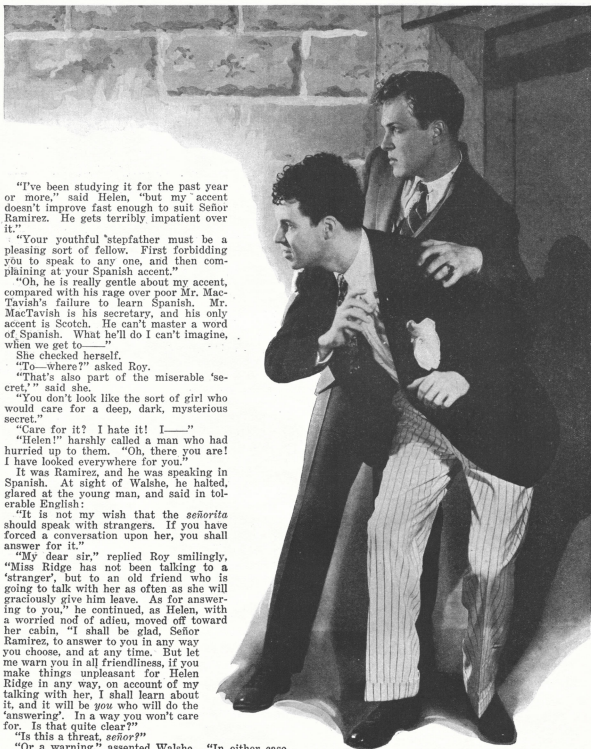 "I've been studying it for the past year
or more," said Helen, "but my accent
doesn't improve fast enough to suit Señor
Ramirez. He gets terribly impatient over
it."
"Your youthful stepfather must be a
pleasing sort of fellow. First forbidding
you to speak to any one, and then com-
plaining at your Spanish accent."
"Oh, he is really gentle about my accent,
compared with his rage over poor Mr. Mac-
Tavish's failure to learn Spanish. Mr.
MacTavish is his secretary, and his only
accent is Scotch. He can't master a word
of Spanish. What he'll do I can't imagine,
when we get to——"
She checked herself.
"To—where?" asked Roy.
"That's also part of the miserable 'se-
cret,'" said she.
"You don't look like the sort of girl who
would care for a deep, dark, mysterious
secret."
"Care for it? I hate it! I——"
"Helen!" harshly called a man who had
hurried up to them. "Oh, there you are!
I have looked everywhere for you."
It was Ramirez, and he was speaking in
Spanish. At sight of Walshe, he halted,
glared at the young man, and said in tol-
erable English:
"It is not my wish that the señorita
should speak with strangers. If you have
forced a conversation upon her, you shall
answer for it."
"My dear sir," replied Roy smilingly,
"Miss Ridge has not been talking to a
'stranger', but to an old friend who is
going to talk with her as often as she will
graciously give him leave. As for answer-
ing to you," he continued, as Helen, with
a worried nod of adieu, moved off toward
her cabin, "I shall be glad, Señor
Ramirez, to answer to you in any way
you choose, and at any time. But let
me warn you in all friendliness, if you
make things unpleasant for Helen
Ridge in any way, on account of my
talking with her, I shall learn about
it, and it will be you who will do the
'answering'. In a way you won't care
for. Is that quite clear?"
"Is this a threat, señor?"
"Or a warning," assented Walshe. "In either case